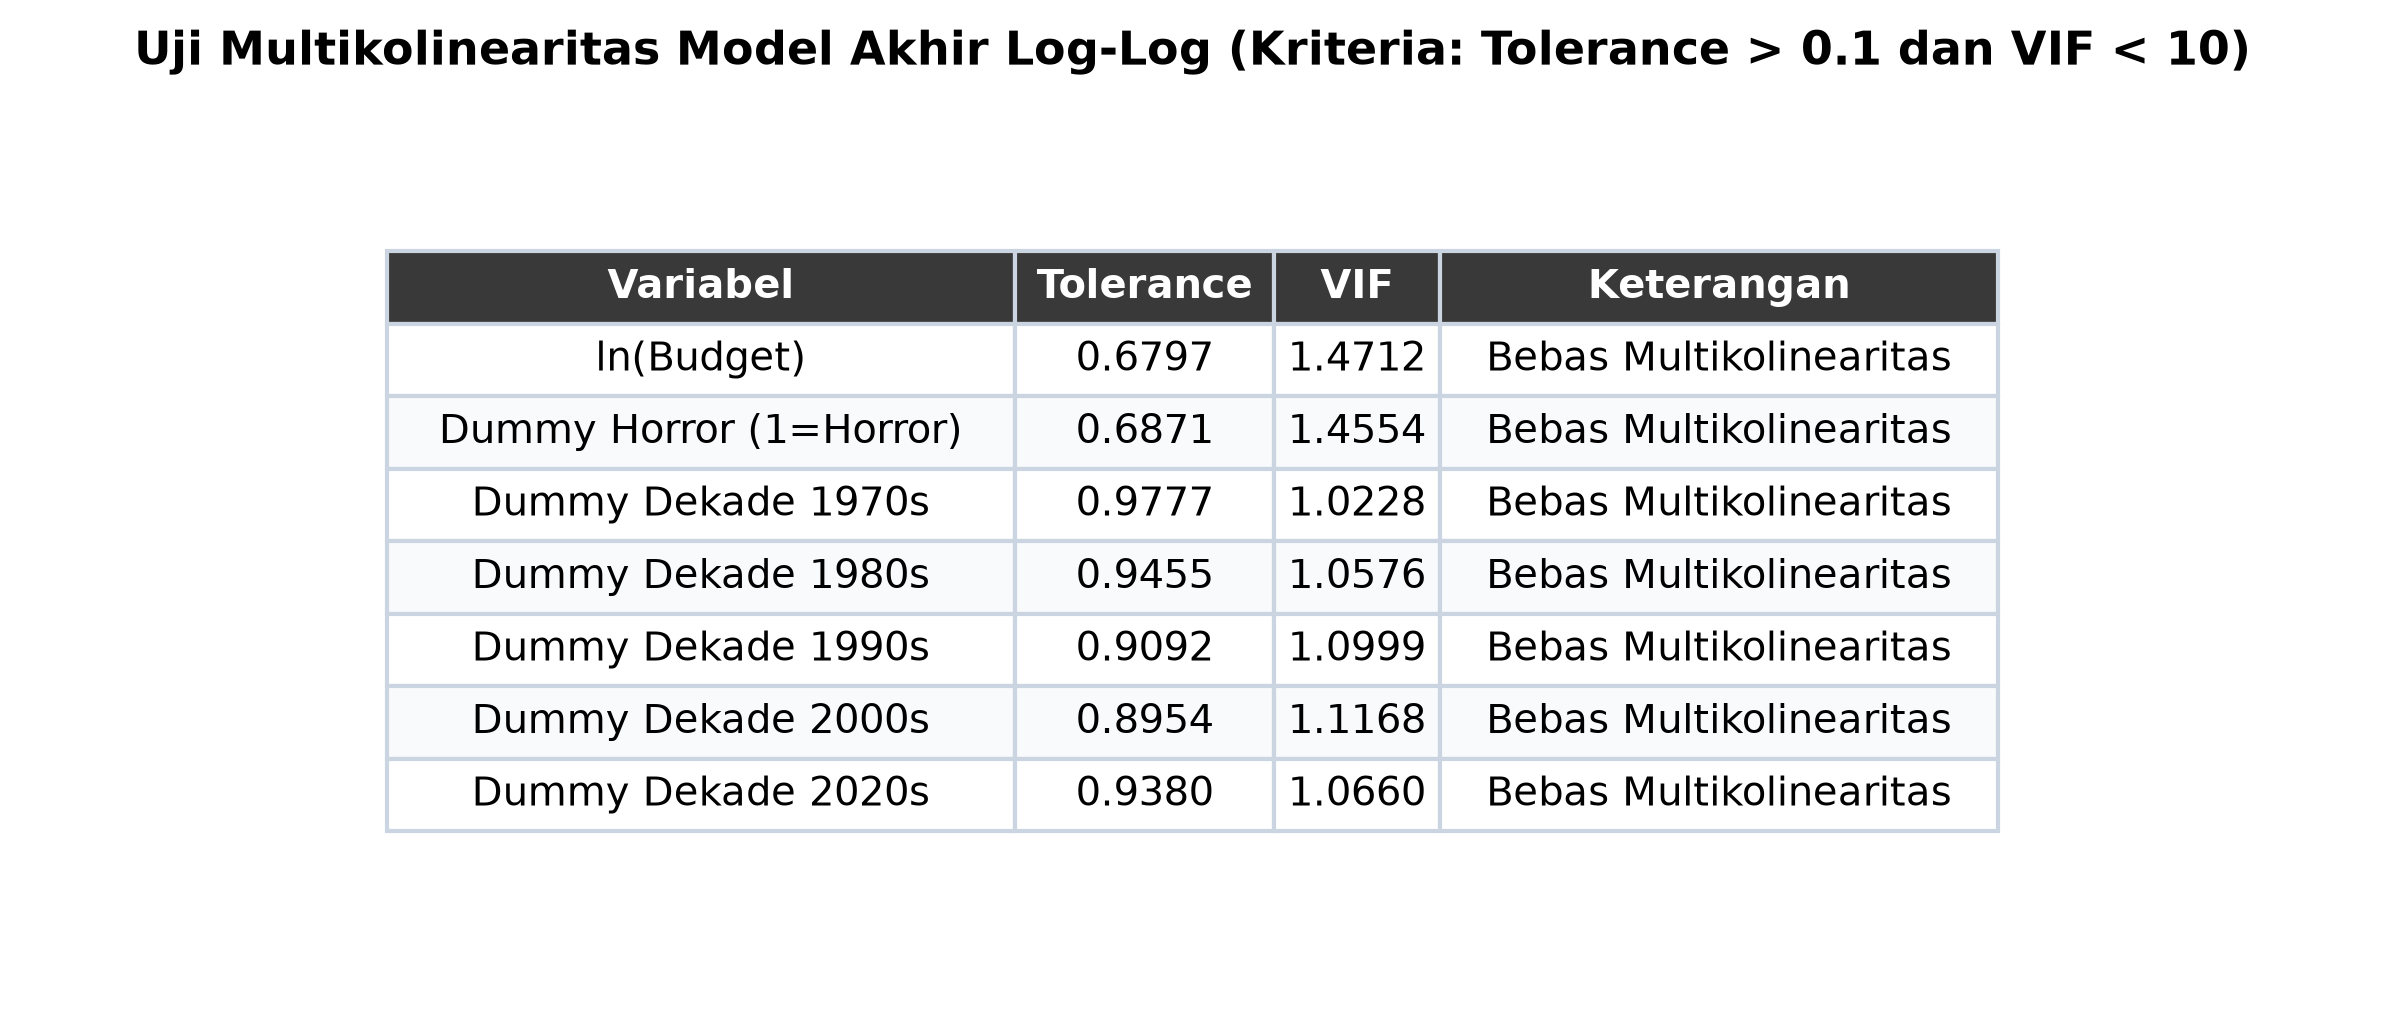 Uji Multikolinearitas Model Akhir Log-Log (Kriteria: Tolerance > 0.1 dan VIF < 10)
Variabel Tolerance VIF Keterangan
ln(Budget) 0.6797 1.4712 Bebas Multikolinearitas
Dummy Horror (1=Horror) 0.6871 1.4554 Bebas Multikolinearitas
Dummy Dekade 1970s 0.9777 1.0228 Bebas Multikolinearitas
Dummy Dekade 1980s 0.9455 1.0576 Bebas Multikolinearitas
Dummy Dekade 1990s 0.9092 1.0999 Bebas Multikolinearitas
Dummy Dekade 2000s 0.8954 1.1168 Bebas Multikolinearitas
Dummy Dekade 2020s 0.9380 1.0660 Bebas Multikolinearitas